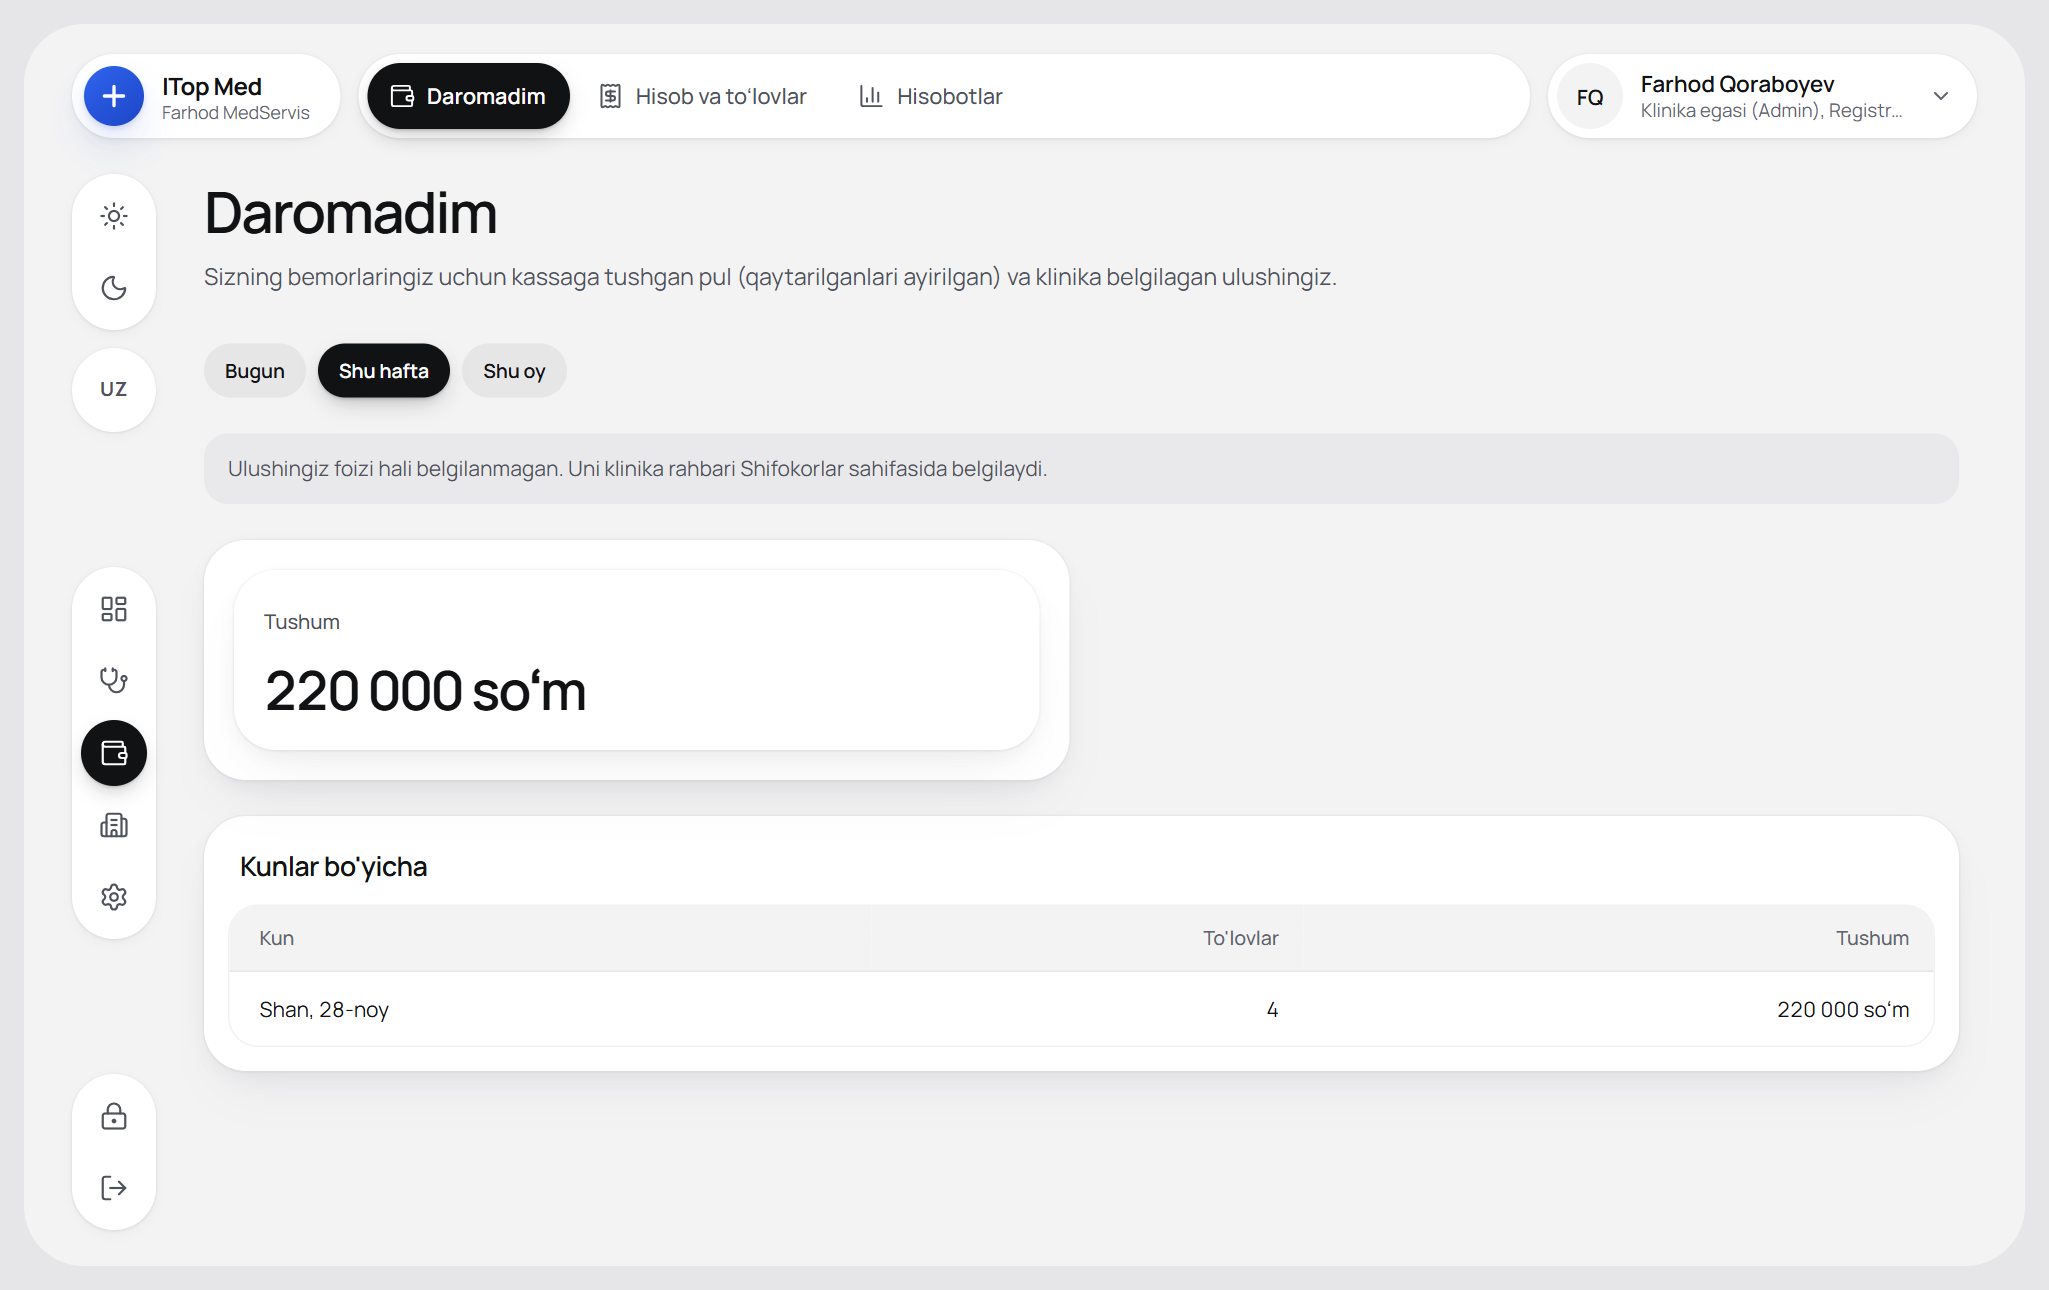 ITop Med
Farhod MedServis
Daromadim
Hisob va to‘lovlar
Hisobotlar
FQ
Farhod Qoraboyev
Klinika egasi (Admin), Registr...
UZ
Daromadim
Sizning bemorlaringiz uchun kassaga tushgan pul (qaytarilganlari ayirilgan) va klinika belgilagan ulushingiz.
Bugun
Shu hafta
Shu oy
Ulushingiz foizi hali belgilanmagan. Uni klinika rahbari Shifokorlar sahifasida belgilaydi.
Tushum
220 000 so‘m
Kunlar bo'yicha
Kun To'lovlar Tushum
Shan, 28-noy 4 220 000 so‘m